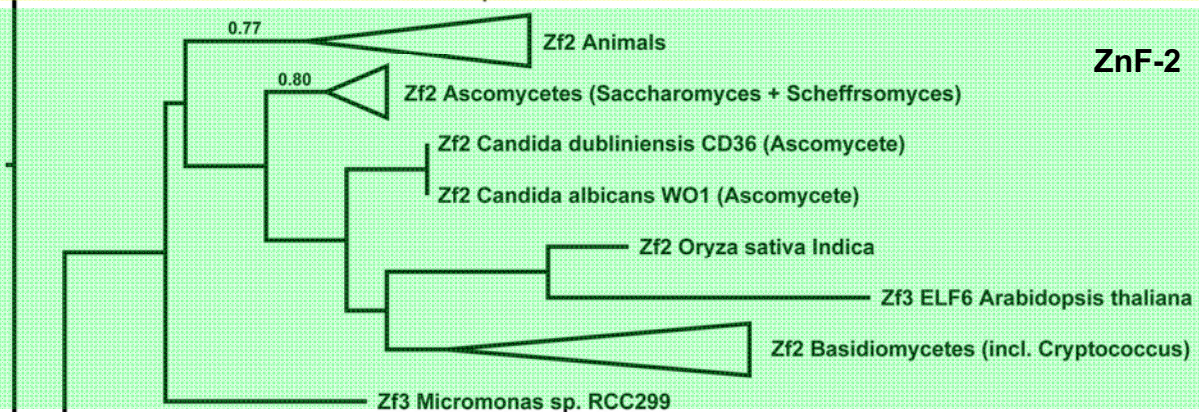 0.77
Zf2 Animals
ZnF-2
0.80
Zf2 Ascomycetes (Saccharomyces + Scheffrsomyces)
Zf2 Candida dubliniensis CD36 (Ascomycete)
Zf2 Candida albicans WO1 (Ascomycete)
Zf2 Oryza sativa Indica
Zf3 ELF6 Arabidopsis thaliana
Zf2 Basidiomycetes (incl. Cryptococcus)
Zf3 Micromonas sp. RCC299